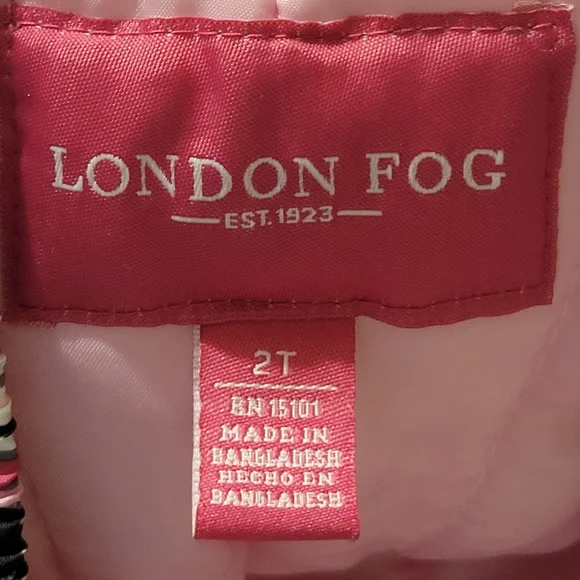 LONDON FOG
EST. 1923
2T
RN 15101
MADE IN
BANGLADESH
HECHO EN
BANGLADESH